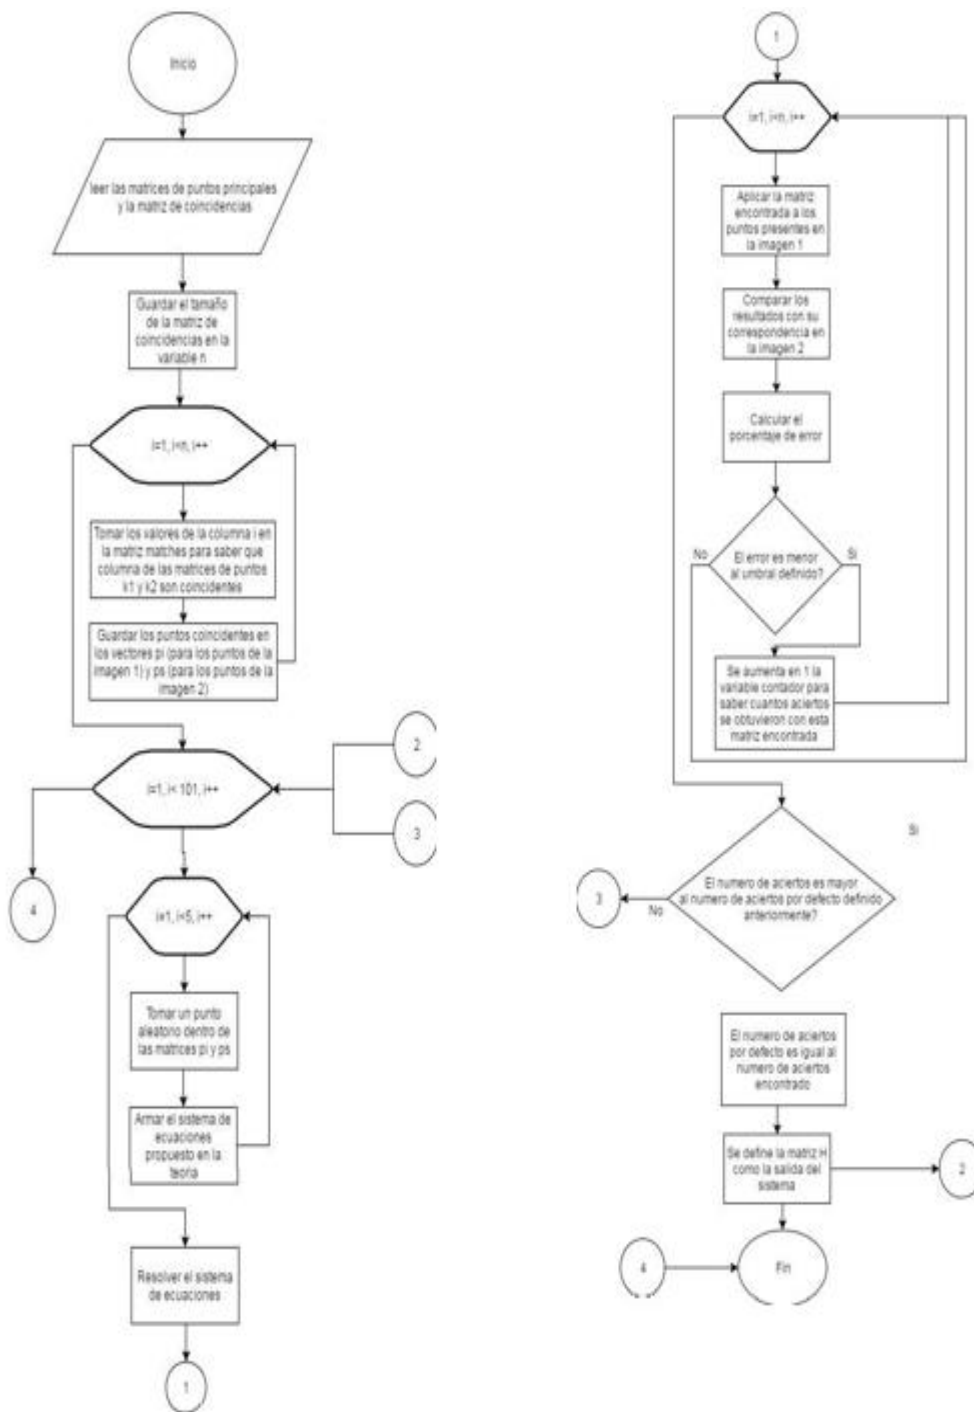 Inicio
leer las matrices de puntos principales
y la matriz de coincidencias
Guardar el tamaño
de la matriz de
coincidencias en la
variable n
i=1, i<n, i++
Tomar los valores de la columna i en
la matriz matches para saber que
columna de las matrices de puntos
k1 y k2 son coincidentes
Guardar los puntos coincidentes en
los vectores pi (para los puntos de la
imagen 1) y ps (para los puntos de la
imagen 2)
2
i=1, i< 101, i++
3
4
i=1, i<5, i++
Tomar un punto
aleatorio dentro de
las matrices pi y ps
Armar el sistema de
ecuaciones
propuesto en la
teoria
Resolver el sistema
de ecuaciones
1
1
i=1, i<n, i++
Aplicar la matriz
encontrada a los
puntos presentes en
la imagen 1
Comparar los
resultados con su
correspondencia en
la imagen 2
Calcular el
porcentaje de error
No
El error es menor
al umbral definido?
Si
Se aumenta en 1 la
variable contador para
saber cuantos aciertos
se obtuvieron con esta
matriz encontrada
Si
El numero de aciertos es mayor
al numero de aciertos por defecto definido
anteriormente?
3
No
El numero de aciertos
por defecto es igual al
numero de aciertos
encontrado
Se define la matriz H
como la salida del
sistema
2
4
Fin